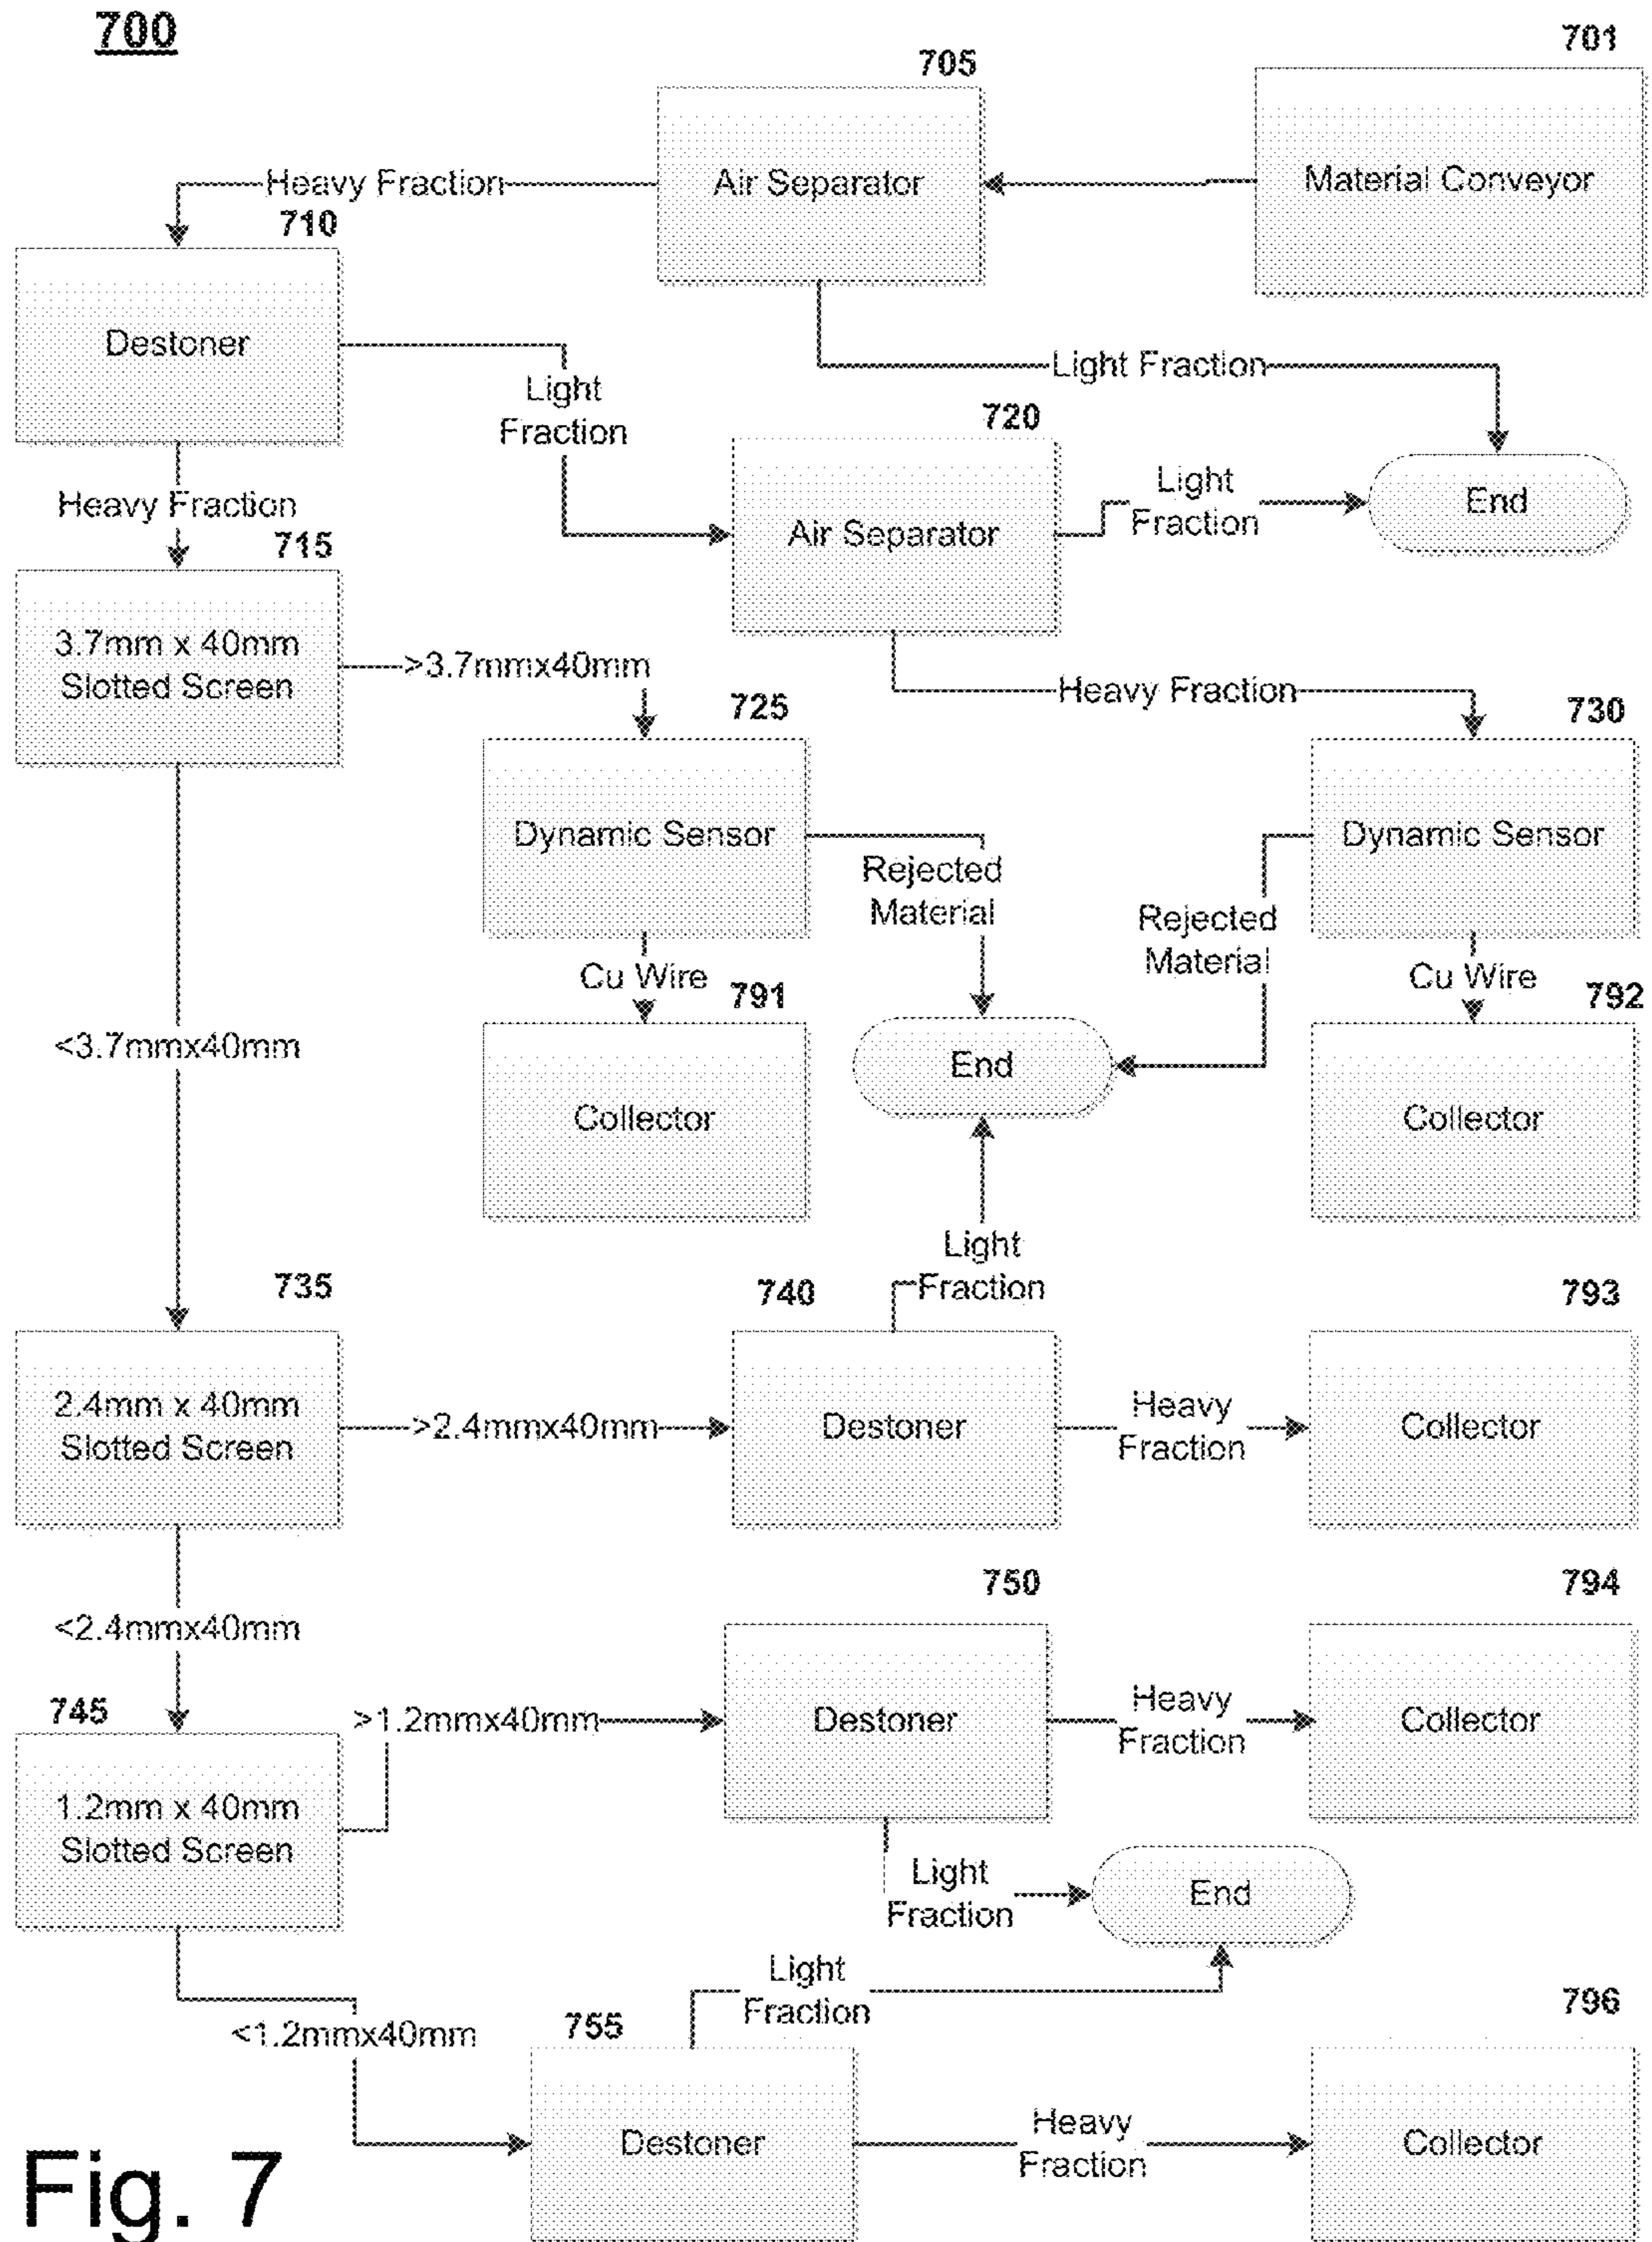 700
701
705
Material Conveyor
Air Separator
Heavy Fraction
710
Destoner
Light Fraction
Light
Fraction
720
Air Separator
Light
Fraction
End
Heavy Fraction
715
3.7mm x 40mm
Slotted Screen
>3.7mmx40mm
Heavy Fraction
725
730
Dynamic Sensor
Dynamic Sensor
Rejected
Material
Rejected
Material
Cu Wire
Cu Wire
791
792
<3.7mmx40mm
End
Collector
Collector
Light
Fraction
735
740
793
2.4mm x 40mm
Slotted Screen
>2.4mmx40mm
Destoner
Heavy
Fraction
Collector
750
794
<2.4mmx40mm
745
>1.2mmx40mm
Destoner
Heavy
Fraction
Collector
1.2mm x 40mm
Slotted Screen
Light
Fraction
End
Light
Fraction
<1.2mmx40mm
755
796
Destoner
Heavy
Fraction
Collector
Fig. 7